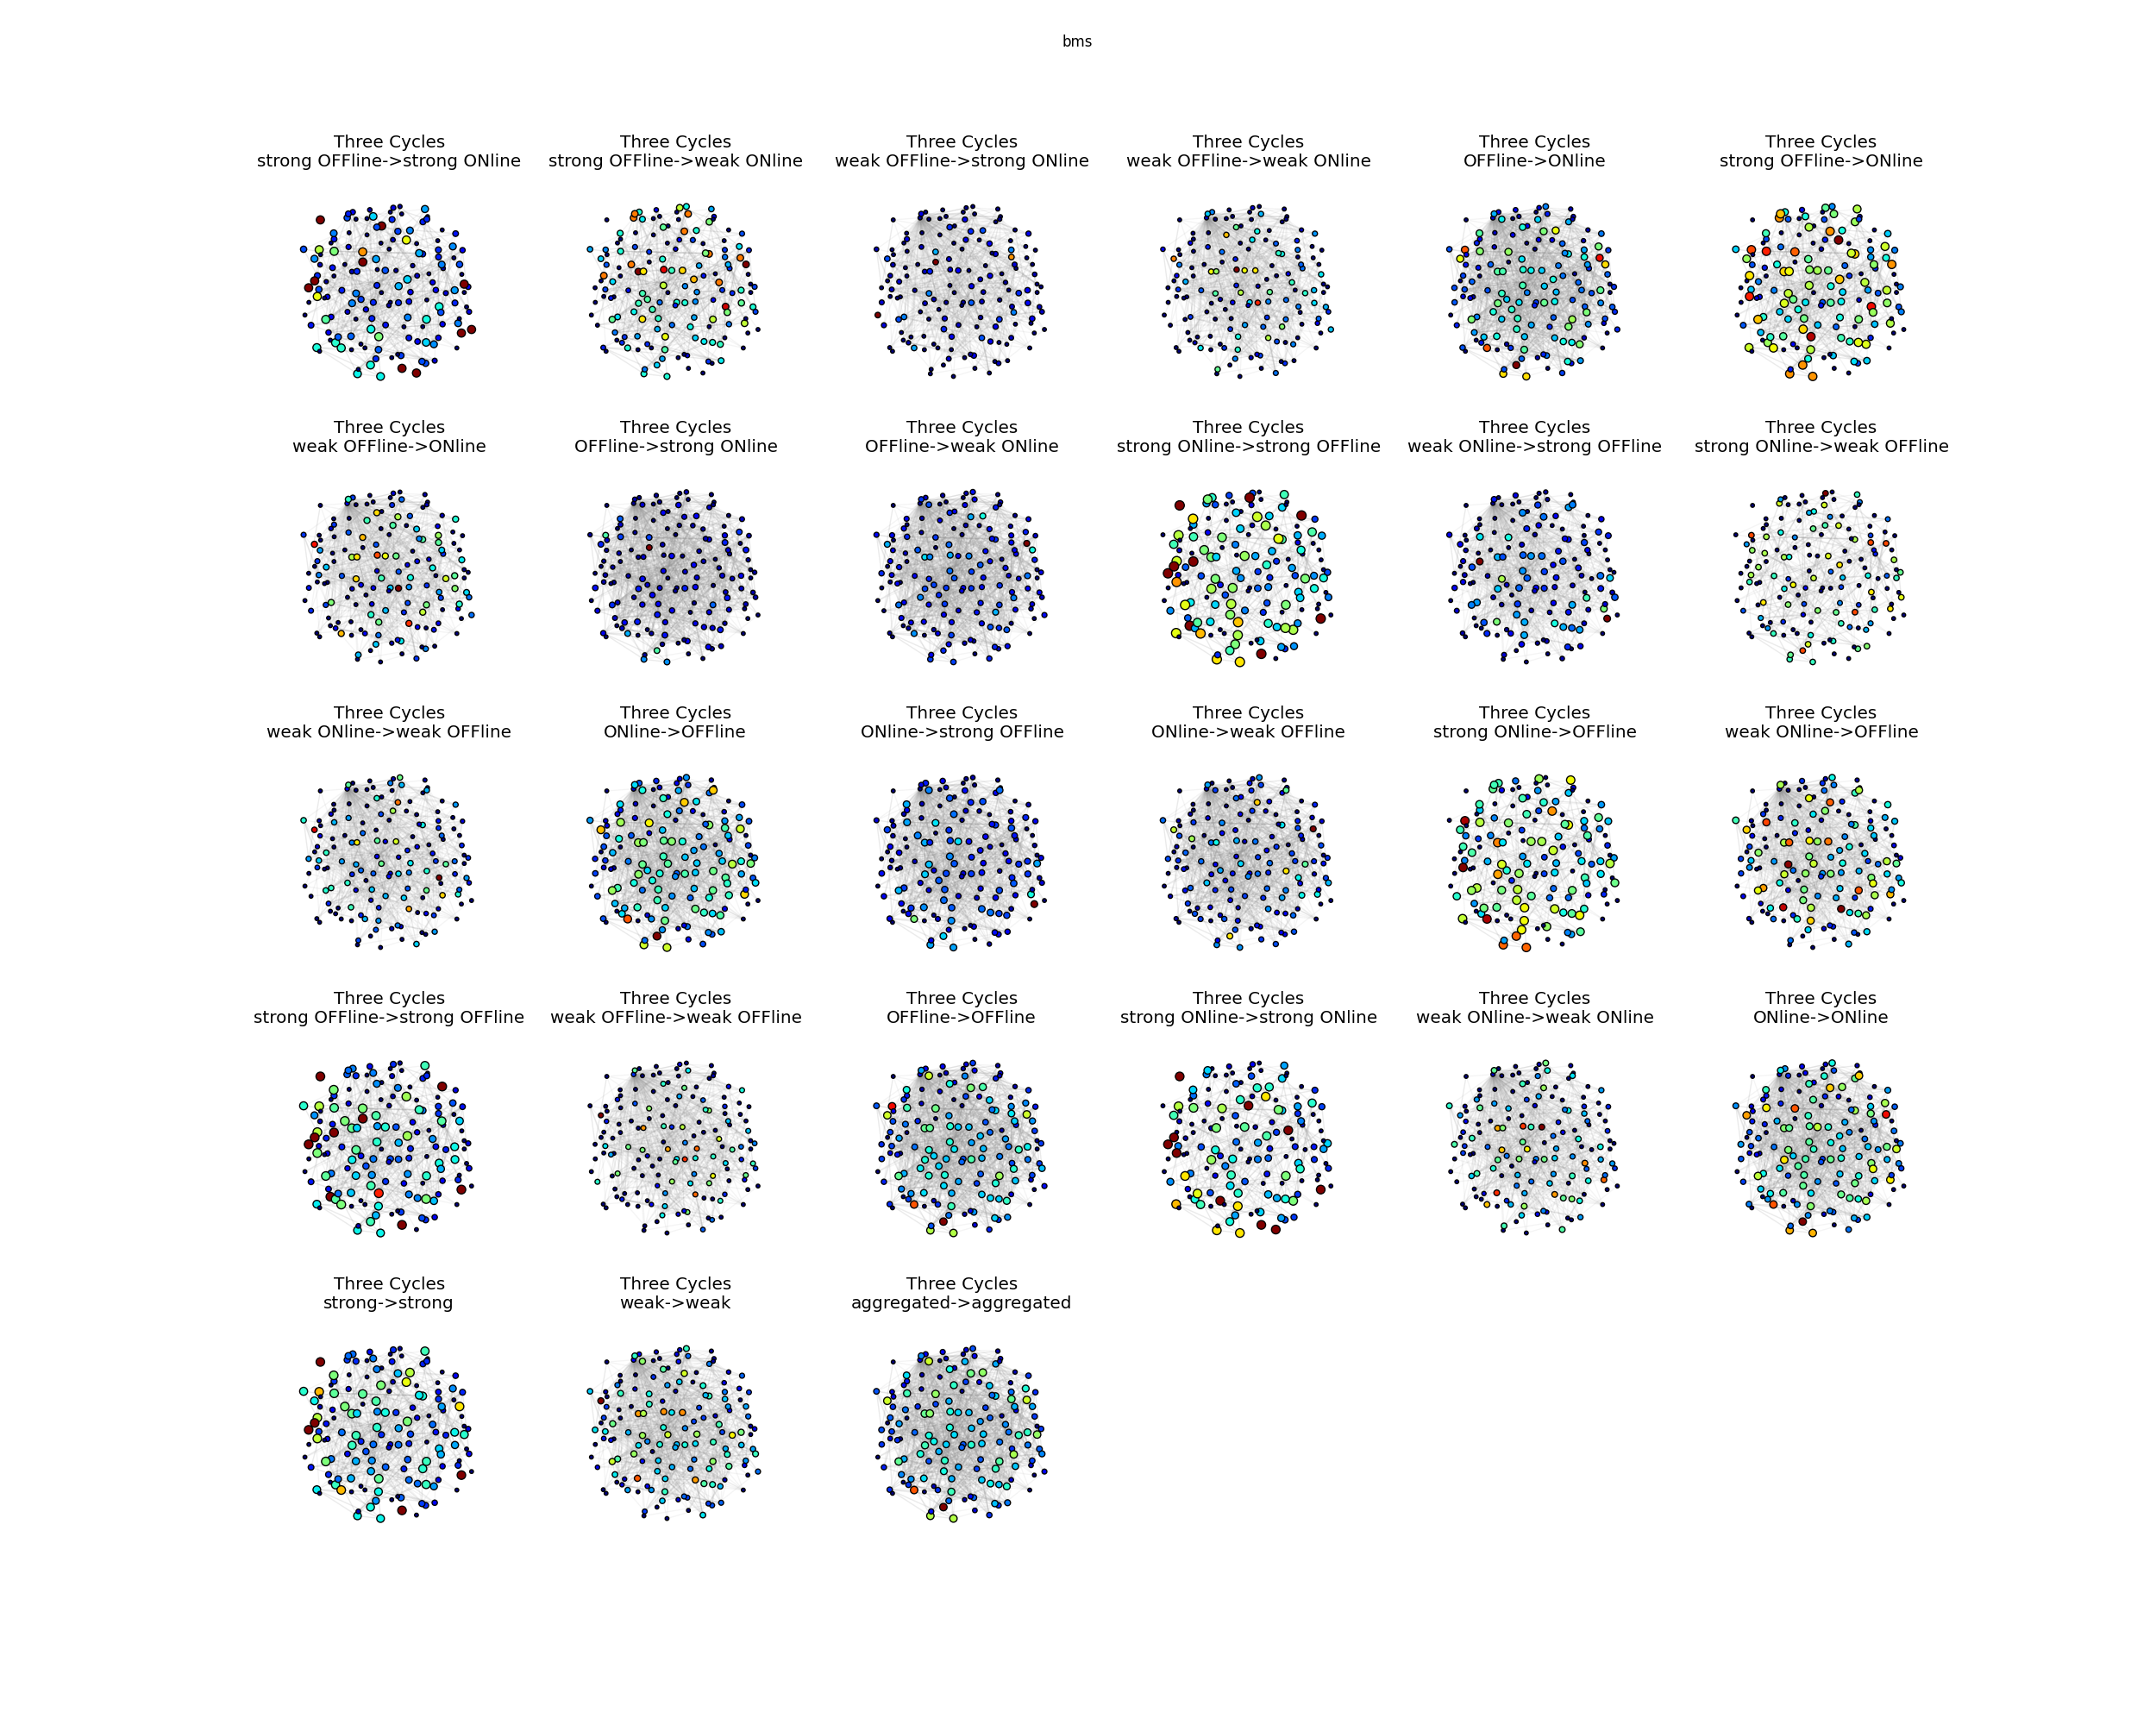 bms
Three Cycles
strong OFFline->strong ONline
Three Cycles
strong OFFline->weak ONline
Three Cycles
weak OFFline->strong ONline
Three Cycles
weak OFFline->weak ONline
Three Cycles
OFFline->ONline
Three Cycles
strong OFFline->ONline
Three Cycles
weak OFFline->ONline
Three Cycles
OFFline->strong ONline
Three Cycles
OFFline->weak ONline
Three Cycles
strong ONline->strong OFFline
Three Cycles
weak ONline->strong OFFline
Three Cycles
strong ONline->weak OFFline
Three Cycles
weak ONline->weak OFFline
Three Cycles
ONline->OFFline
Three Cycles
ONline->strong OFFline
Three Cycles
ONline->weak OFFline
Three Cycles
strong ONline->OFFline
Three Cycles
weak ONline->OFFline
Three Cycles
strong OFFline->strong OFFline
Three Cycles
weak OFFline->weak OFFline
Three Cycles
OFFline->OFFline
Three Cycles
strong ONline->strong ONline
Three Cycles
weak ONline->weak ONline
Three Cycles
ONline->ONline
Three Cycles
strong->strong
Three Cycles
weak->weak
Three Cycles
aggregated->aggregated